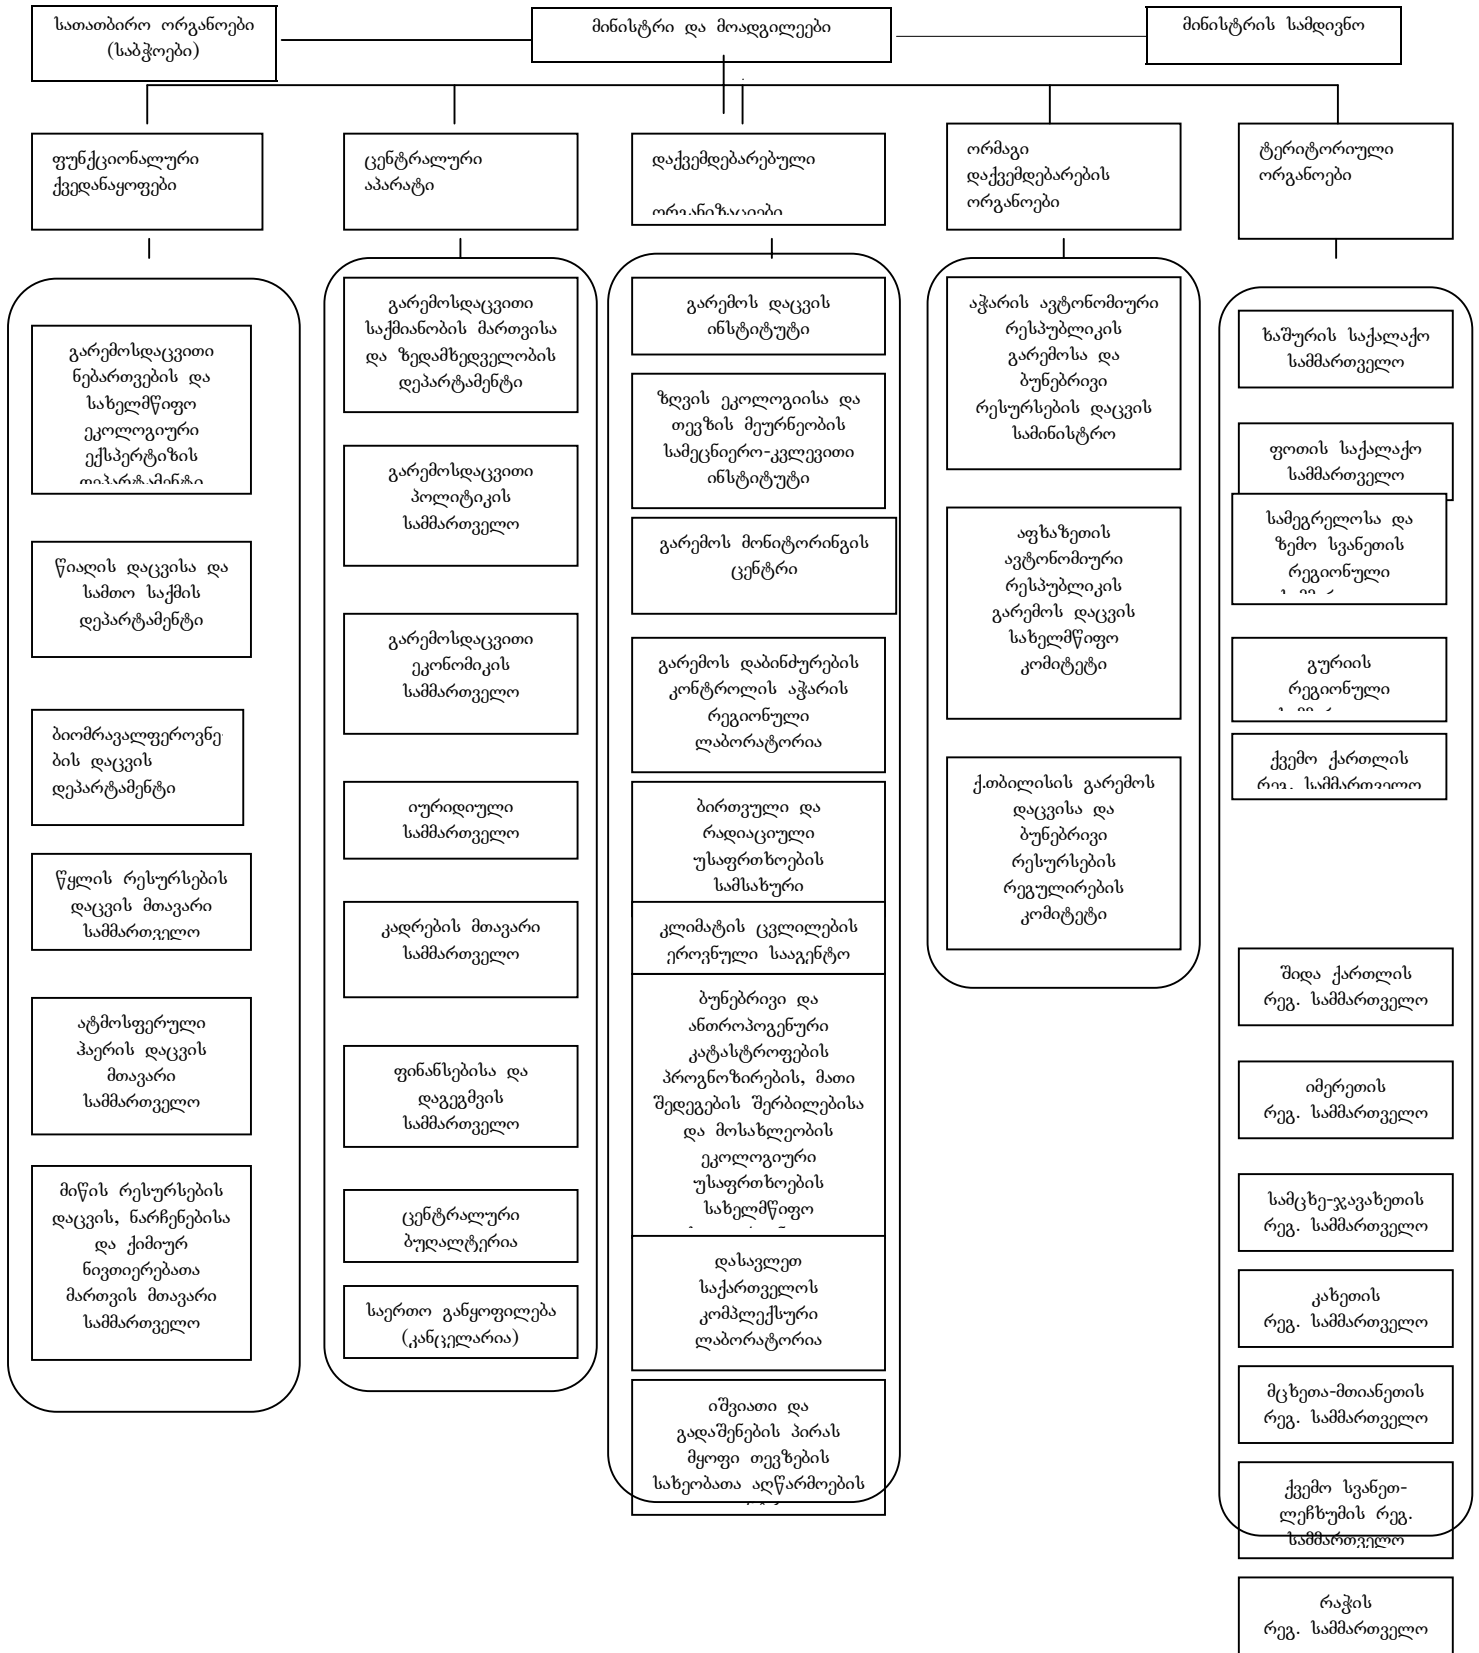 სათათბირო ორგანოები
(საბჭოები)
მინისტრი და მოადგილეები
მინისტრის სამდივნო
ფუნქციონალური
ქვედანაყოფები
ცენტრალური
აპარატი
დაქვემდებარებული
ორგანიზაციები
ორმაგი
დაქვემდებარების
ორგანოები
ტერიტორიული
ორგანოები
გარემოსდაცვითი
ნებართვების და
სახელმწიფო
ეკოლოგიური
ექსპერტიზის
დეპარტამენტი
წიაღის დაცვისა და
სამთო საქმის
დეპარტამენტი
ბიომრავალფეროვნე
ბის დაცვის
დეპარტამენტი
წყლის რესურსების
დაცვის მთავარი
სამმართველო
ატმოსფერული
ჰაერის დაცვის
მთავარი
სამმართველო
მიწის რესურსების
დაცვის, ნარჩენებისა
და ქიმიურ
ნივთიერებათა
მართვის მთავარი
სამმართველო
გარემოსდაცვითი
საქმიანობის მართვისა
და ზედამხედველობის
დეპარტამენტი
გარემოსდაცვითი
პოლიტიკის
სამმართველო
გარემოსდაცვითი
ეკონომიკის
სამმართველო
იურიდიული
სამმართველო
კადრების მთავარი
სამმართველო
ფინანსებისა და
დაგეგმვის
სამმართველო
ცენტრალური
ბუღალტერია
საერთო განყოფილება
(კანცელარია)
გარემოს დაცვის
ინსტიტუტი
ზღვის ეკოლოგიისა და
თევზის მეურნეობის
სამეცნიერო-კვლევითი
ინსტიტუტი
გარემოს მონიტორინგის
ცენტრი
გარემოს დაბინძურების
კონტროლის აჭარის
რეგიონული
ლაბორატორია
ბირთვული და
რადიაციული
უსაფრთხოების
სამსახური
კლიმატის ცვლილების
ეროვნული სააგენტო
ბუნებრივი და
ანთროპოგენური
კატასტროფების
პროგნოზირების, მათი
შედეგების შერბილებისა
და მოსახლეობის
ეკოლოგიური
უსაფრთხოების
სახელმწიფო
დასავლეთ
საქართველოს
კომპლექსური
ლაბორატორია
იშვიათი და
გადაშენების პირას
მყოფი თევზების
სახეობათა აღწარმოების
აჭარის ავტონომიური
რესპუბლიკის
გარემოსა და
ბუნებრივი
რესურსების დაცვის
სამინისტრო
აფხაზეთის
ავტონომიური
რესპუბლიკის
გარემოს დაცვის
სახელმწიფო
კომიტეტი
ქ.თბილისის გარემოს
დაცვისა და
ბუნებრივი
რესურსების
რეგულირების
კომიტეტი
ხაშურის საქალაქო
სამმართველო
ფოთის საქალაქო
სამმართველო
სამეგრელოსა და
ზემო სვანეთის
რეგიონული
გურიის
რეგიონული
ქვემო ქართლის
რეგ. სამმართველო
შიდა ქართლის
რეგ. სამმართველო
იმერეთის
რეგ. სამმართველო
სამცხე-ჯავახეთის
რეგ. სამმართველო
კახეთის
რეგ. სამმართველო
მცხეთა-მთიანეთის
რეგ. სამმართველო
ქვემო სვანეთ-
ლეჩხუმის რეგ.
სამმართველო
რაჭის
რეგ. სამმართველო